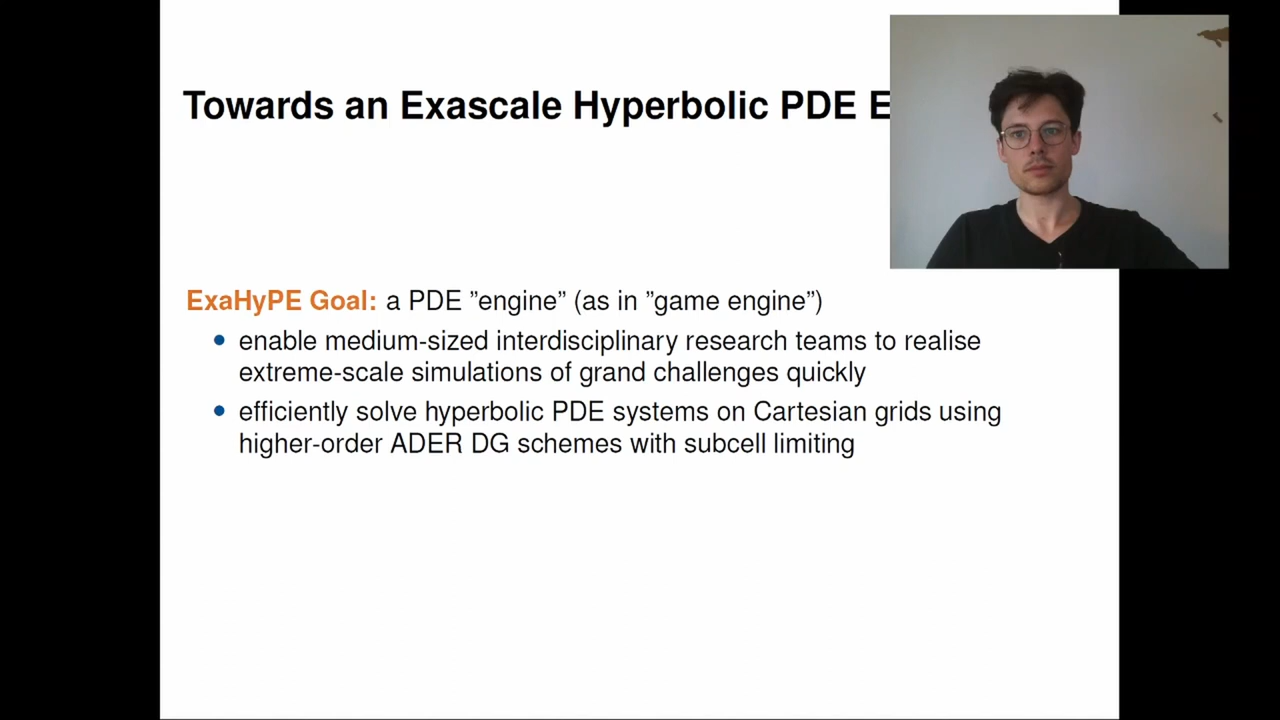 Towards an Exascale Hyperbolic PDE E
ExaHyPE Goal: a PDE ”engine” (as in ”game engine”)
enable medium-sized interdisciplinary research teams to realise
extreme-scale simulations of grand challenges quickly
efficiently solve hyperbolic PDE systems on Cartesian grids using
higher-order ADER DG schemes with subcell limiting